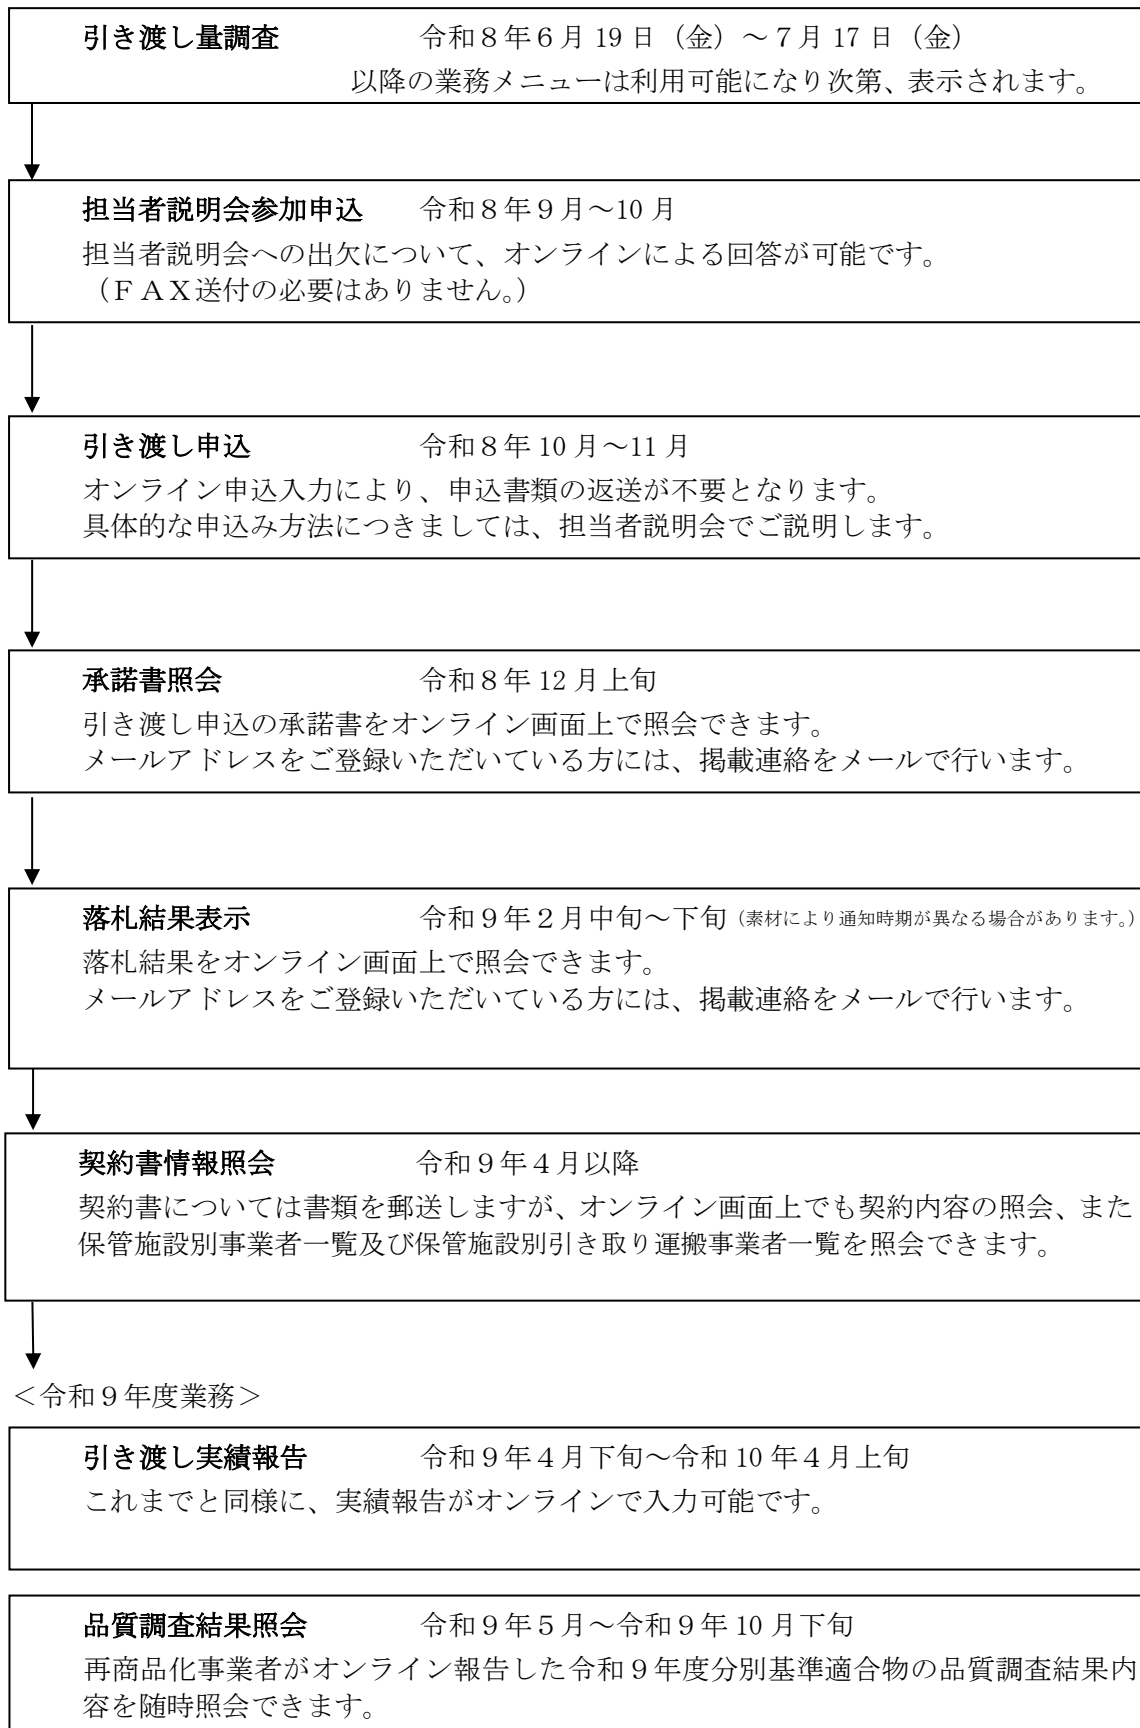 引き渡し量調査 令和８年６月 19 日（金）～７月 17 日（金）
以降の業務メニューは利用可能になり次第、表示されます。
担当者説明会参加申込 令和８年９月～10 月
担当者説明会への出欠について、オンラインによる回答が可能です。
（ＦＡＸ送付の必要はありません。）
引き渡し申込 令和８年 10 月～11 月
オンライン申込入力により、申込書類の返送が不要となります。
具体的な申込み方法につきましては、担当者説明会でご説明します。
承諾書照会 令和８年 12 月上旬
引き渡し申込の承諾書をオンライン画面上で照会できます。
メールアドレスをご登録いただいている方には、掲載連絡をメールで行います。
落札結果表示 令和９年２月中旬～下旬（素材により通知時期が異なる場合があります。）
落札結果をオンライン画面上で照会できます。
メールアドレスをご登録いただいている方には、掲載連絡をメールで行います。
契約書情報照会 令和９年４月以降
契約書については書類を郵送しますが、オンライン画面上でも契約内容の照会、また
保管施設別事業者一覧及び保管施設別引き取り運搬事業者一覧を照会できます。
＜令和９年度業務＞
引き渡し実績報告 令和９年４月下旬～令和 10 年４月上旬
これまでと同様に、実績報告がオンラインで入力可能です。
品質調査結果照会 令和９年５月～令和９年 10 月下旬
再商品化事業者がオンライン報告した令和９年度分別基準適合物の品質調査結果内
容を随時照会できます。